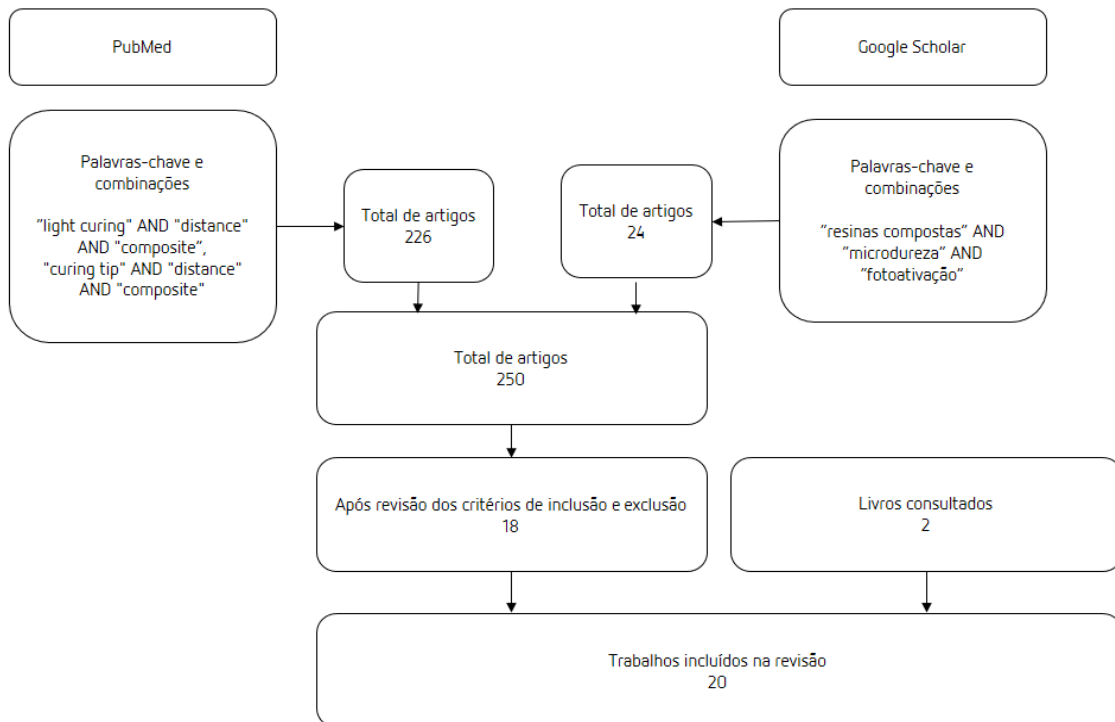 PubMed
Google Scholar
Palavras-chave e
combinações
"light curing" AND "distance"
AND "composite",
"curing tip" AND "distance"
AND "composite"
Total de artigos
226
Total de artigos
24
Palavras-chave e
combinações
"resinas compostas" AND
"microdureza" AND
"fotoativação"
Total de artigos
250
Após revisão dos critérios de inclusão e exclusão
18
Livros consultados
2
Trabalhos incluídos na revisão
20